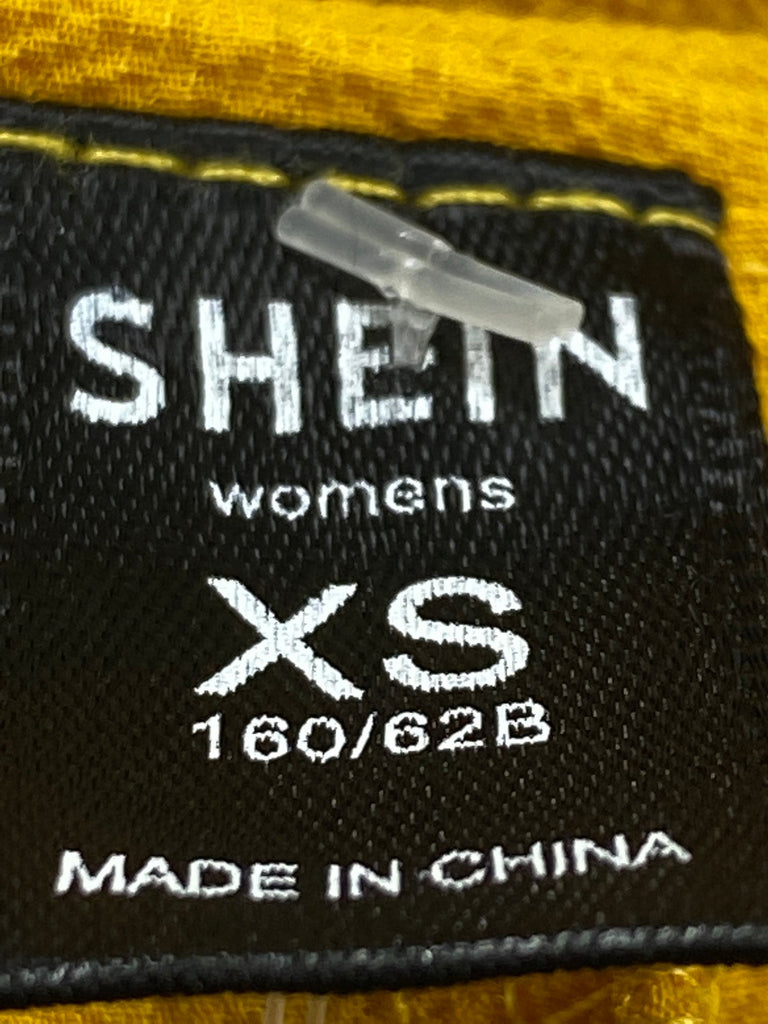 SHEIN
womens
XS
160/62B
MADE IN CHINA